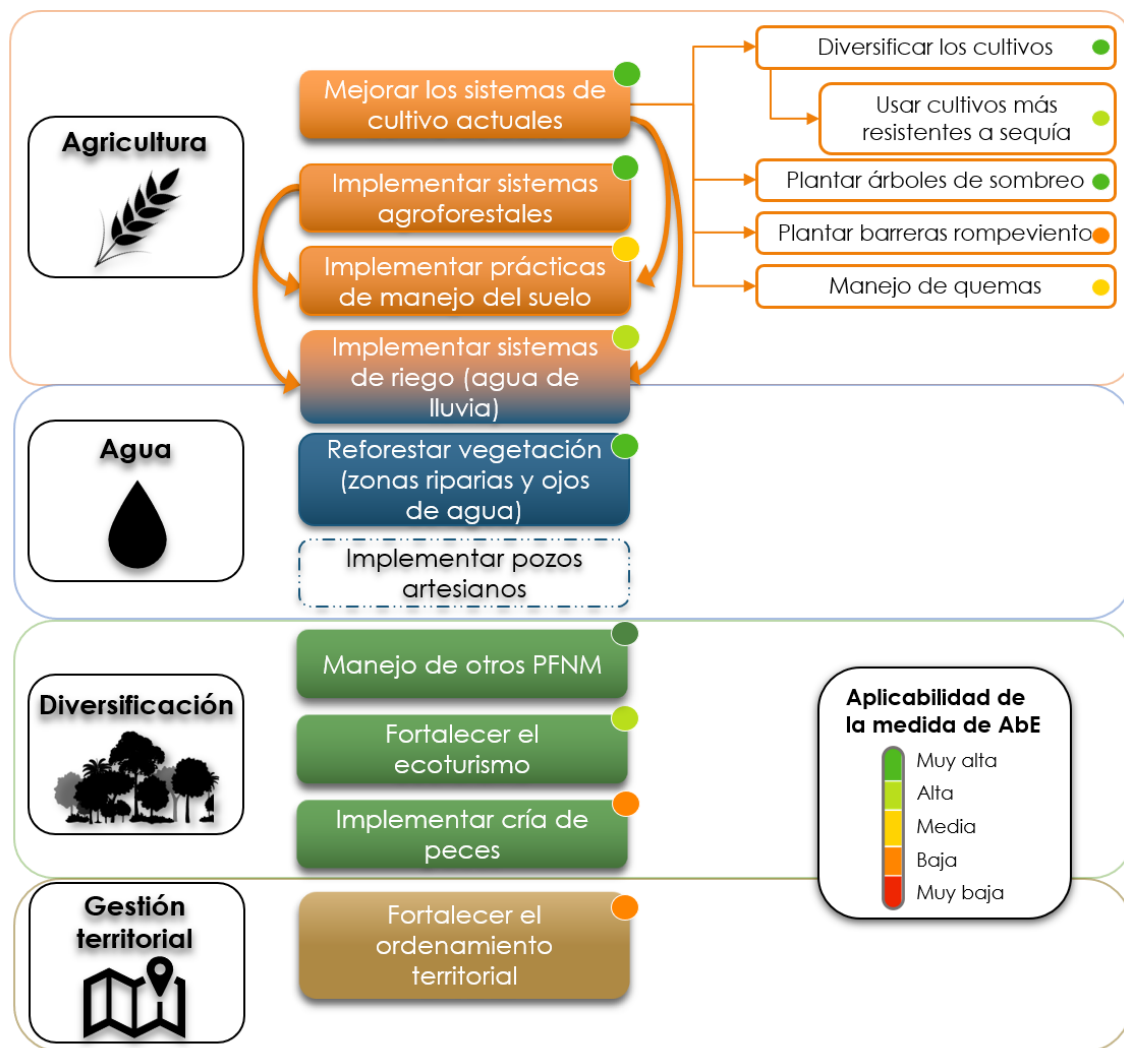 Agricultura
Mejorar los sistemas de
cultivo actuales
Implementar sistemas
agroforestales
Implementar prácticas
de manejo del suelo
Implementar sistemas
de riego (agua de
lluvia)
Diversificar los cultivos
Usar cultivos más
resistentes a sequía
Plantar árboles de sombreo
Plantar barreras rompeviento
Manejo de quemas
Agua
Reforestar vegetación
(zonas riparias y ojos
de agua)
Implementar pozos
artesianos
Diversificación
Manejo de otros PFNM
Fortalecer el
ecoturismo
Implementar cría de
peces
Aplicabilidad de
la medida de AbE
Muy alta
Alta
Media
Baja
Muy baja
Gestión
territorial
Fortalecer el
ordenamiento
territorial